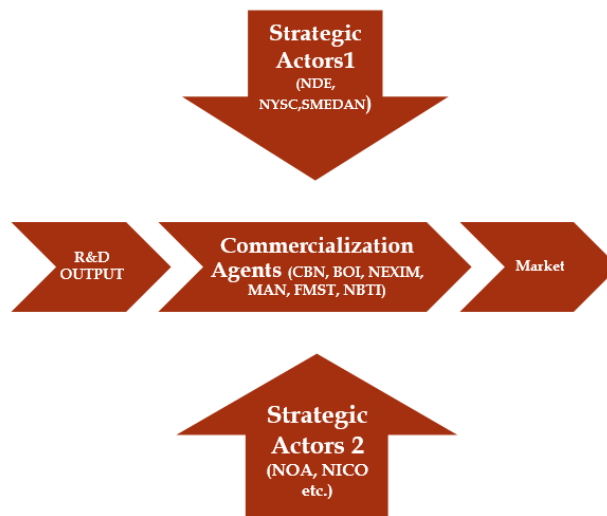 Strategic
Actors1
(NDE,
NYSC,SMEDAN)
R&D
OUTPUT
Commercialization
Agents (CBN, BOI, NEXIM,
MAN, FMST, NBTI)
Market
Strategic
Actors 2
(NOA, NICO
etc.)